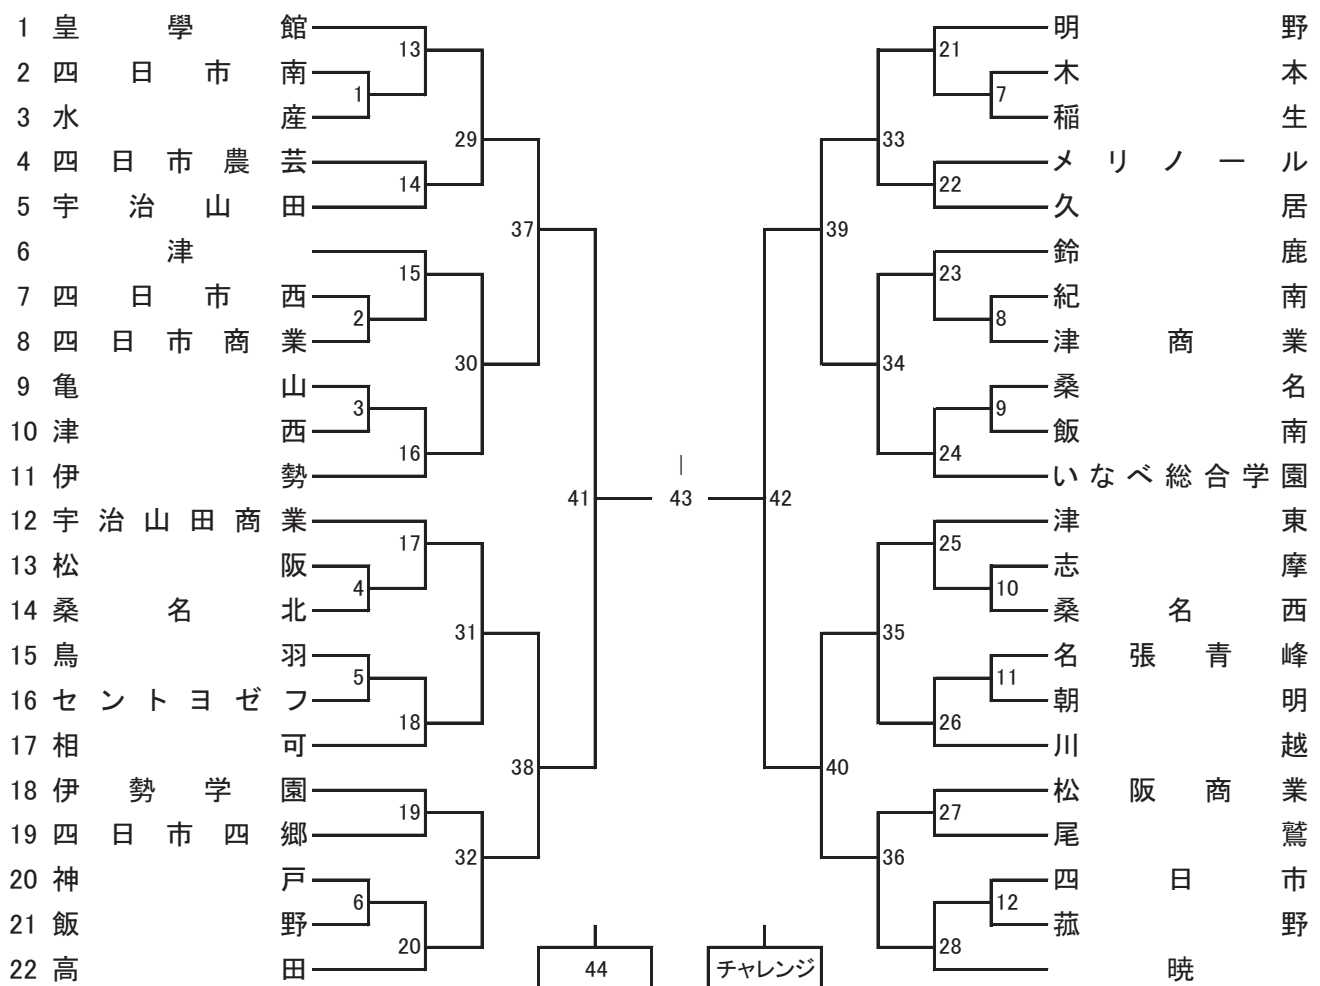 1 皇學館 明野
13 21
2 四日市南 木本
1 7
3 水産 稲生
29 33
4 四日市農芸 メリノール
14 22
5 宇治山田 久居
37 39
6 津 鈴鹿
15 23
7 四日市西 紀南
2 8
8 四日市商業 津商業
30 34
9 亀山 桑名
3 9
10 津西 飯南
16 24
11 伊勢 いなべ総合学園
41 43 42
12 宇治山田商業 津東
17 25
13 松阪 志摩
4 10
14 桑名北 桑名西
31 35
15 鳥羽 名張青峰
5 11
16 セントヨゼフ 朝明
18 26
17 相可 川越
38 40
18 伊勢学園 松阪商業
19 27
19 四日市四郷 尾鷲
32 36
20 神戸 四日市
6 12
21 飯野 菰野
20 28
22 高田 44 チャレンジ 暁